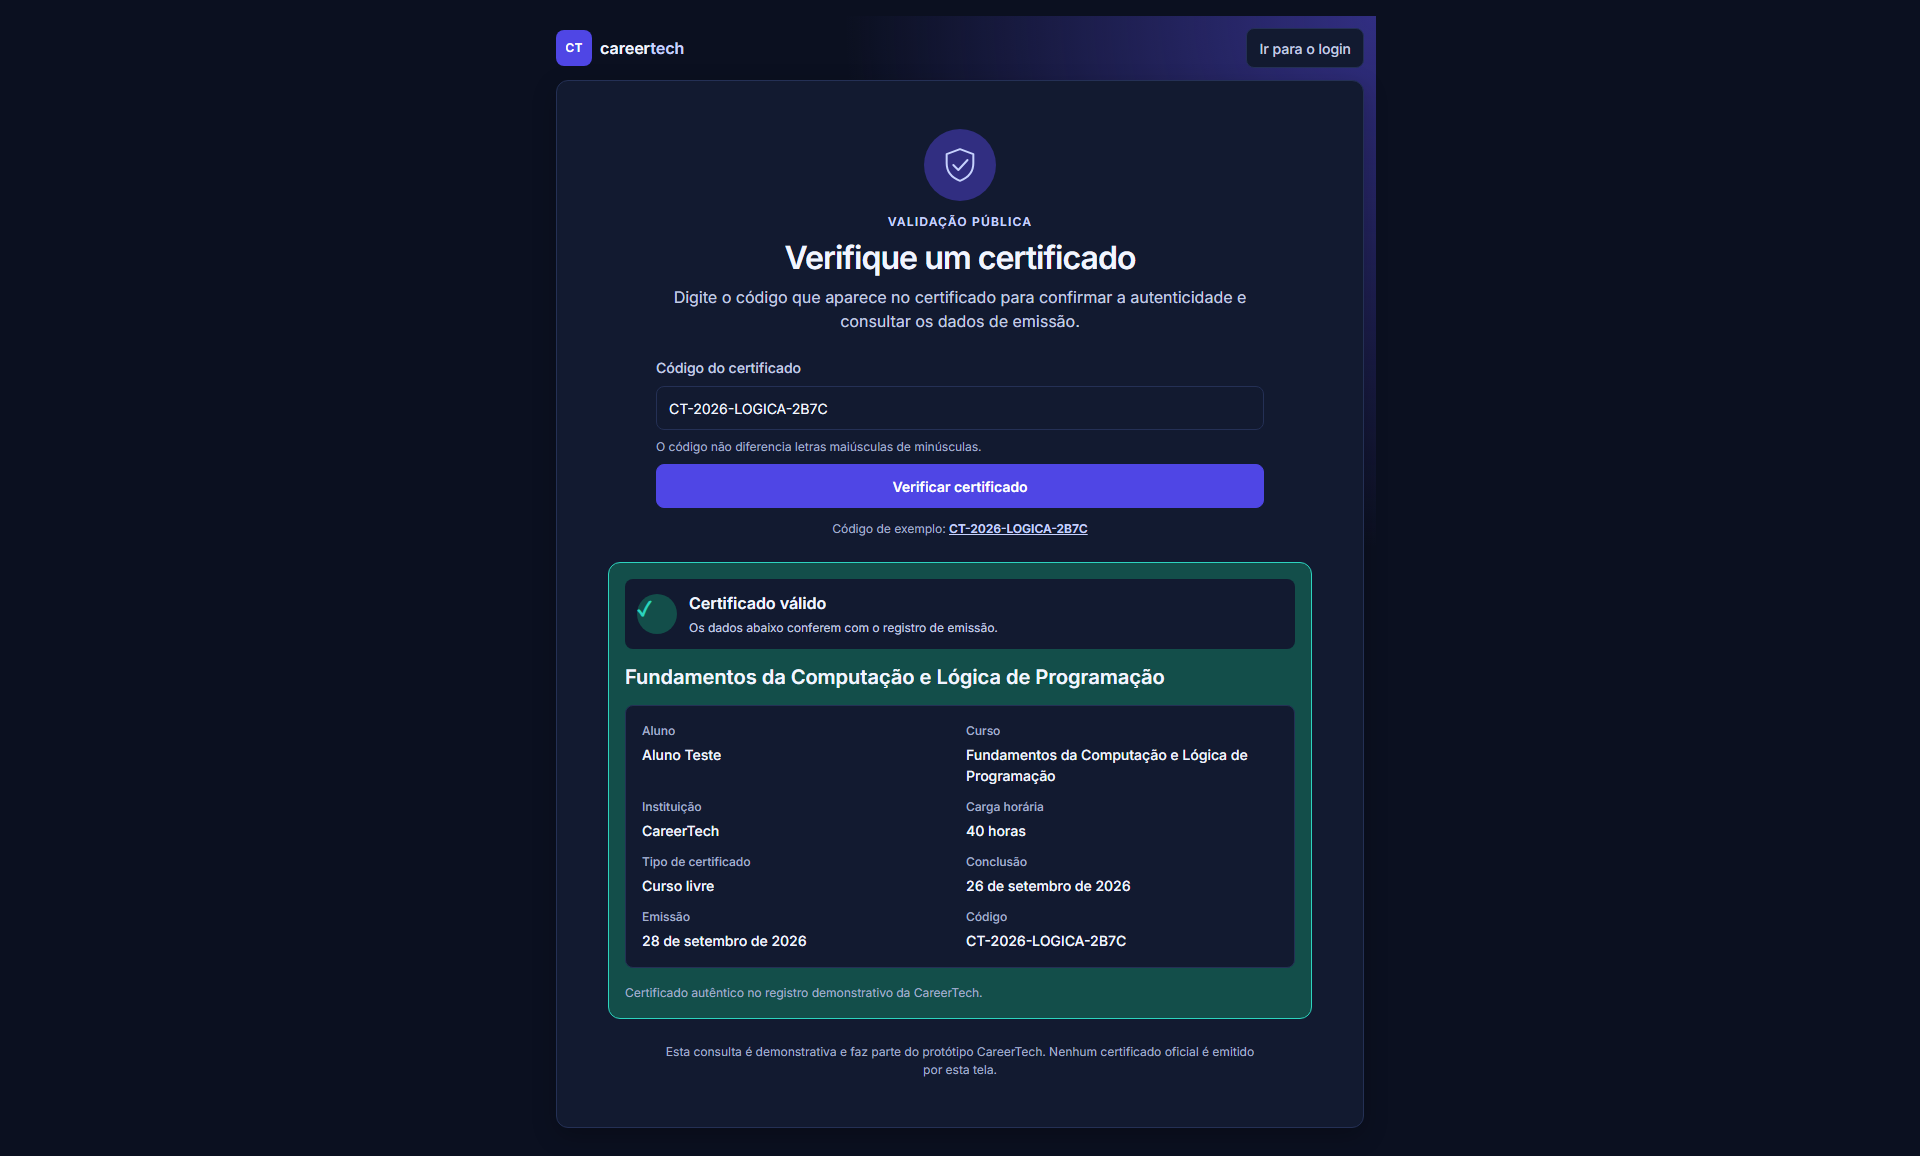 CT careertech
Ir para o login
VALIDAÇÃO PÚBLICA
Verifique um certificado
Digite o código que aparece no certificado para confirmar a autenticidade e
consultar os dados de emissão.
Código do certificado
CT-2026-LOGICA-2B7C
O código não diferencia letras maiúsculas de minúsculas.
Verificar certificado
Código de exemplo: CT-2026-LOGICA-2B7C
Certificado válido
Os dados abaixo conferem com o registro de emissão.
Fundamentos da Computação e Lógica de Programação
Aluno
Aluno Teste
Curso
Fundamentos da Computação e Lógica de
Programação
Instituição
CareerTech
Carga horária
40 horas
Tipo de certificado
Curso livre
Conclusão
26 de setembro de 2026
Emissão
28 de setembro de 2026
Código
CT-2026-LOGICA-2B7C
Certificado autêntico no registro demonstrativo da CareerTech.
Esta consulta é demonstrativa e faz parte do protótipo CareerTech. Nenhum certificado oficial é emitido
por esta tela.